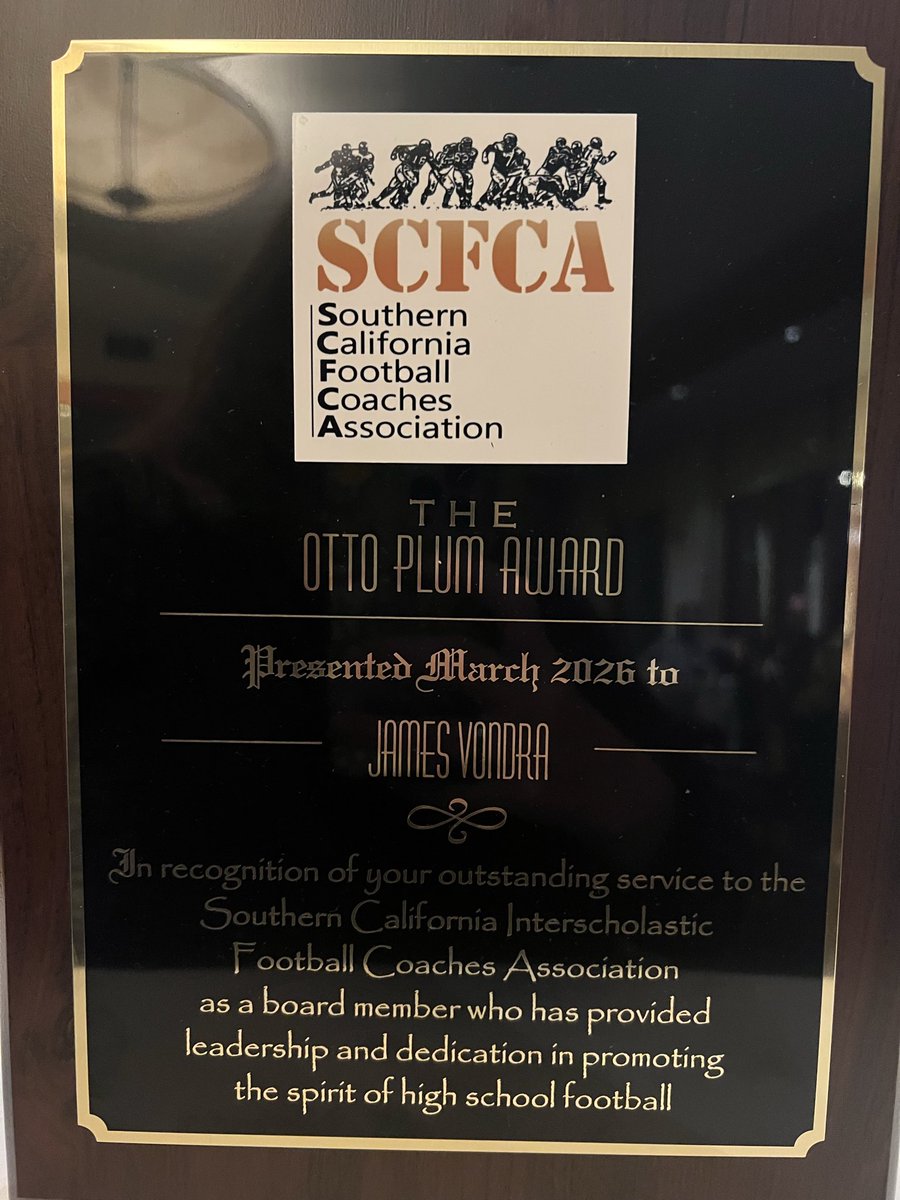 SCFCA
Southern
California
Football
Coaches
Association
THE
OTTO PLUM AWARD
Presented March 2026 to
JAMES VONDRA
In recognition of your outstanding service to the
Southern California Interscholastic
Football Coaches Association
as a board member who has provided
leadership and dedication in promoting
the spirit of high school football